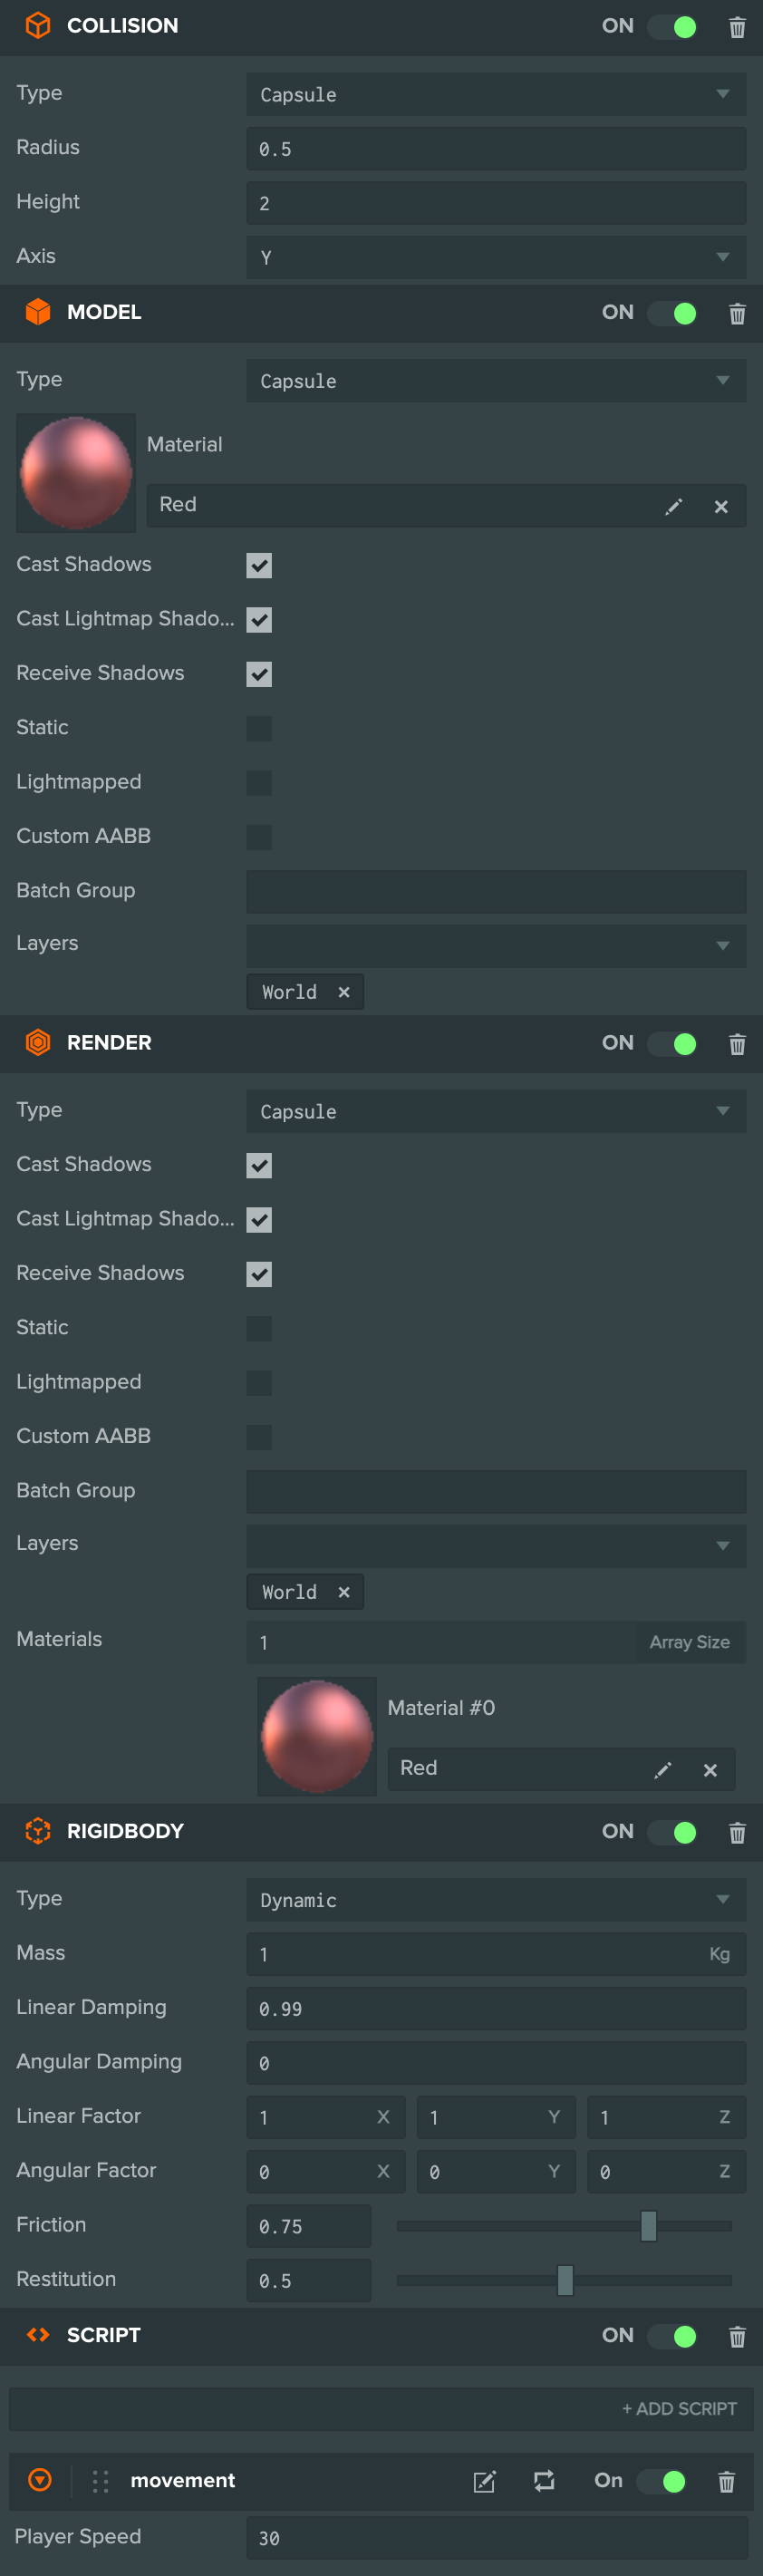 COLLISION ON
Type Capsule
Radius 0.5
Height 2
Axis Y
MODEL ON
Type Capsule
Material
Red
Cast Shadows
Cast Lightmap Shado...
Receive Shadows
Static
Lightmapped
Custom AABB
Batch Group
Layers
World
RENDER ON
Type Capsule
Cast Shadows
Cast Lightmap Shado...
Receive Shadows
Static
Lightmapped
Custom AABB
Batch Group
Layers
World
Materials 1 Array Size
Material #0
Red
RIGIDBODY ON
Type Dynamic
Mass 1 Kg
Linear Damping 0.99
Angular Damping 0
Linear Factor 1 X 1 Y 1 Z
Angular Factor 0 X 0 Y 0 Z
Friction 0.75
Restitution 0.5
SCRIPT ON
+ ADD SCRIPT
movement On
Player Speed 30